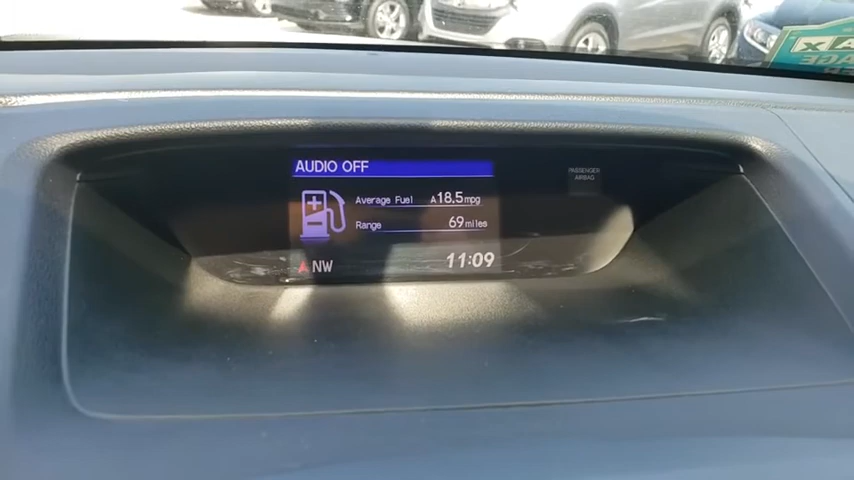 AUDIO OFF
PASSENGER
AIRBAG
Average Fuel A18.5mpg
Range 69miles
NW 11:09